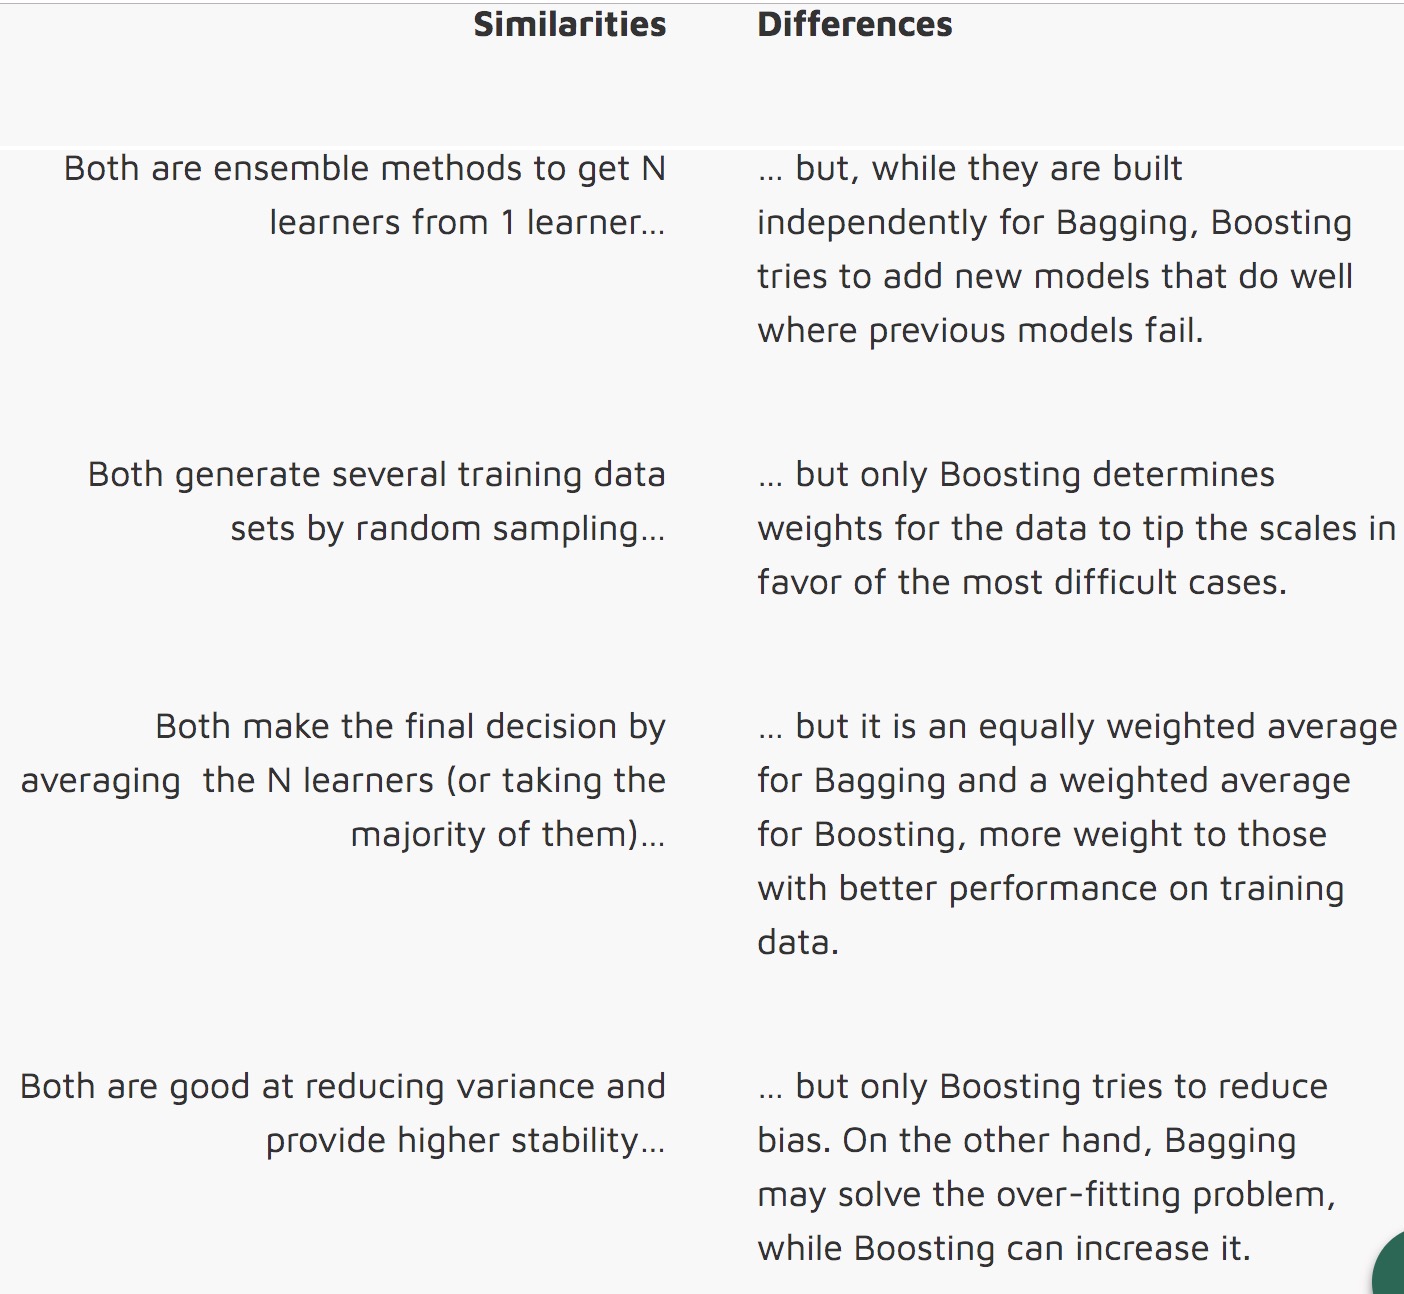 Similarities
Differences
Both are ensemble methods to get N
learners from 1 learner…
… but, while they are built
independently for Bagging, Boosting
tries to add new models that do well
where previous models fail.
Both generate several training data
sets by random sampling…
… but only Boosting determines
weights for the data to tip the scales in
favor of the most difficult cases.
Both make the final decision by
averaging  the N learners (or taking the
majority of them)…
… but it is an equally weighted average
for Bagging and a weighted average
for Boosting, more weight to those
with better performance on training
data.
Both are good at reducing variance and
provide higher stability…
… but only Boosting tries to reduce
bias. On the other hand, Bagging
may solve the over-fitting problem,
while Boosting can increase it.